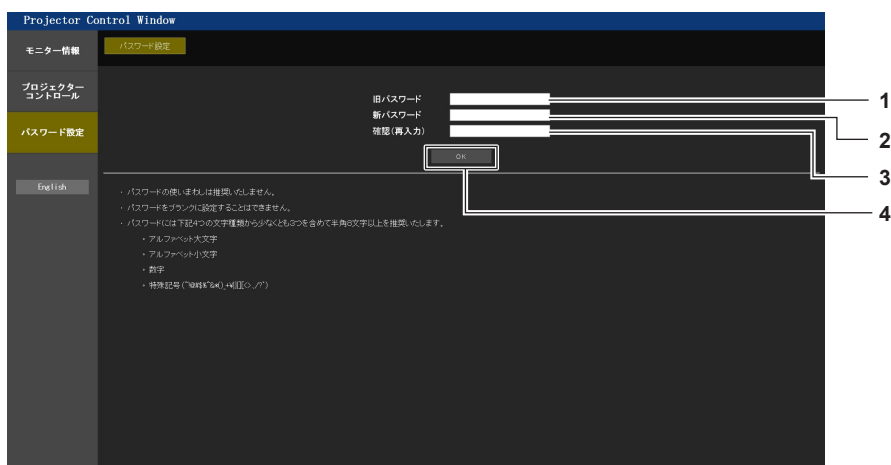 Projector Control Window
モニター情報
プロジェクター
コントロール
パスワード設定
English
パスワード設定
旧パスワード
新パスワード
確認(再入力)
OK
・パスワードの使いまわしは推奨いたしません。
・パスワードをブランクに設定することはできません。
・パスワードには下記4つの文字種類から少なくとも3つを含めて半角8文字以上を推奨いたします。
・アルファベット大文字
・アルファベット小文字
・数字
・特殊記号
1
2
3
4